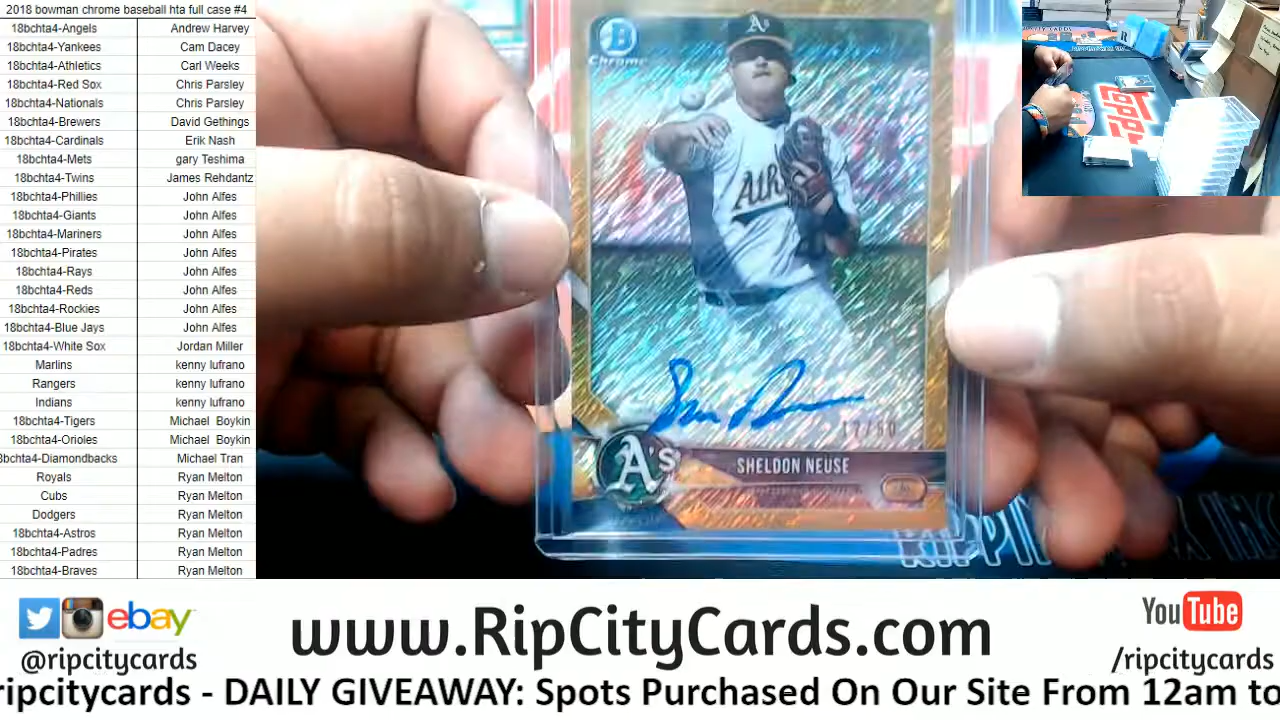 2018 bowman chrome baseball hta full case #4
18bchta4-Angels Andrew Harvey
18bchta4-Yankees Cam Dacey
18bchta4-Athletics Carl Weeks
18bchta4-Red Sox Chris Parsley
18bchta4-Nationals Chris Parsley
18bchta4-Brewers David Gethings
18bchta4-Cardinals Erik Nash
18bchta4-Mets gary Teshima
18bchta4-Twins James Rehdantz
18bchta4-Phillies John Alfes
18bchta4-Giants John Alfes
18bchta4-Mariners John Alfes
18bchta4-Pirates John Alfes
18bchta4-Rays John Alfes
18bchta4-Reds John Alfes
18bchta4-Rockies John Alfes
18bchta4-Blue Jays John Alfes
18bchta4-White Sox Jordan Miller
Marlins kenny lufrano
Rangers kenny lufrano
Indians kenny lufrano
18bchta4-Tigers Michael Boykin
18bchta4-Orioles Michael Boykin
bchta4-Diamondbacks Michael Tran
Royals Ryan Melton
Cubs Ryan Melton
Dodgers Ryan Melton
18bchta4-Astros Ryan Melton
18bchta4-Padres Ryan Melton
18bchta4-Braves Ryan Melton
B
Chrome
A's
A's
SHELDON NEUSE
Topps
ebay
@ripcitycards
www.RipCityCards.com
YouTube
/ripcitycards
ripcitycards - DAILY GIVEAWAY: Spots Purchased On Our Site From 12am to